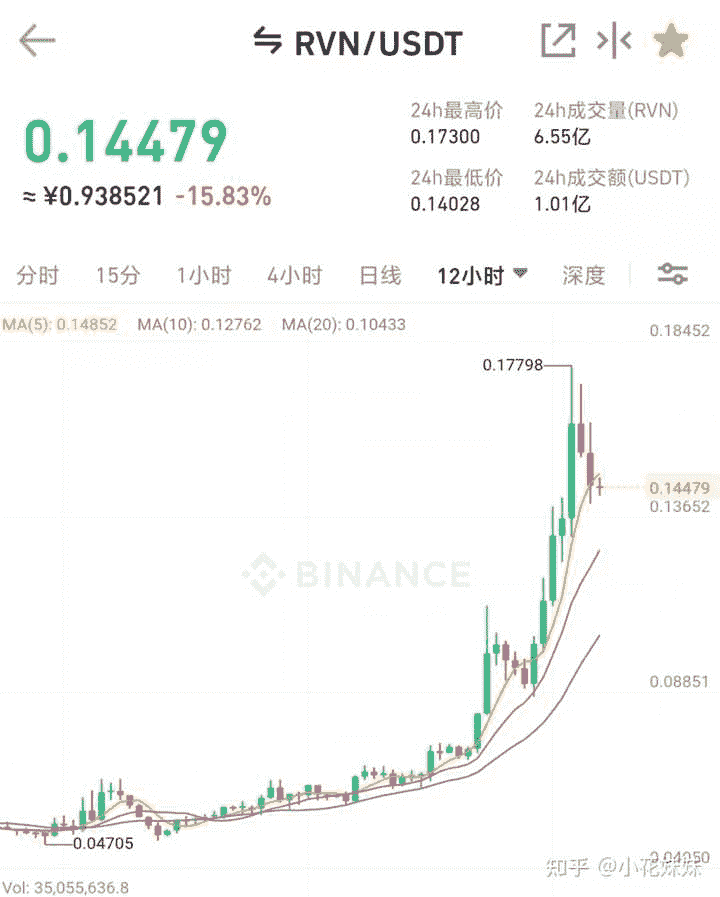 RVN/USDT
0.14479
≈ ¥0.938521 -15.83%
24h最高价 24h成交量(RVN)
0.17300 6.55亿
24h最低价 24h成交额(USDT)
0.14028 1.01亿
分时 15分 1小时 4小时 日线 12小时 深度
MA(5): 0.14852 MA(10): 0.12762 MA(20): 0.10433
0.18452
0.17798
0.14479
0.13652
BINANCE
0.08851
0.04705
0.04050
知乎 @小花妹妹
Vol: 35,055,636.8